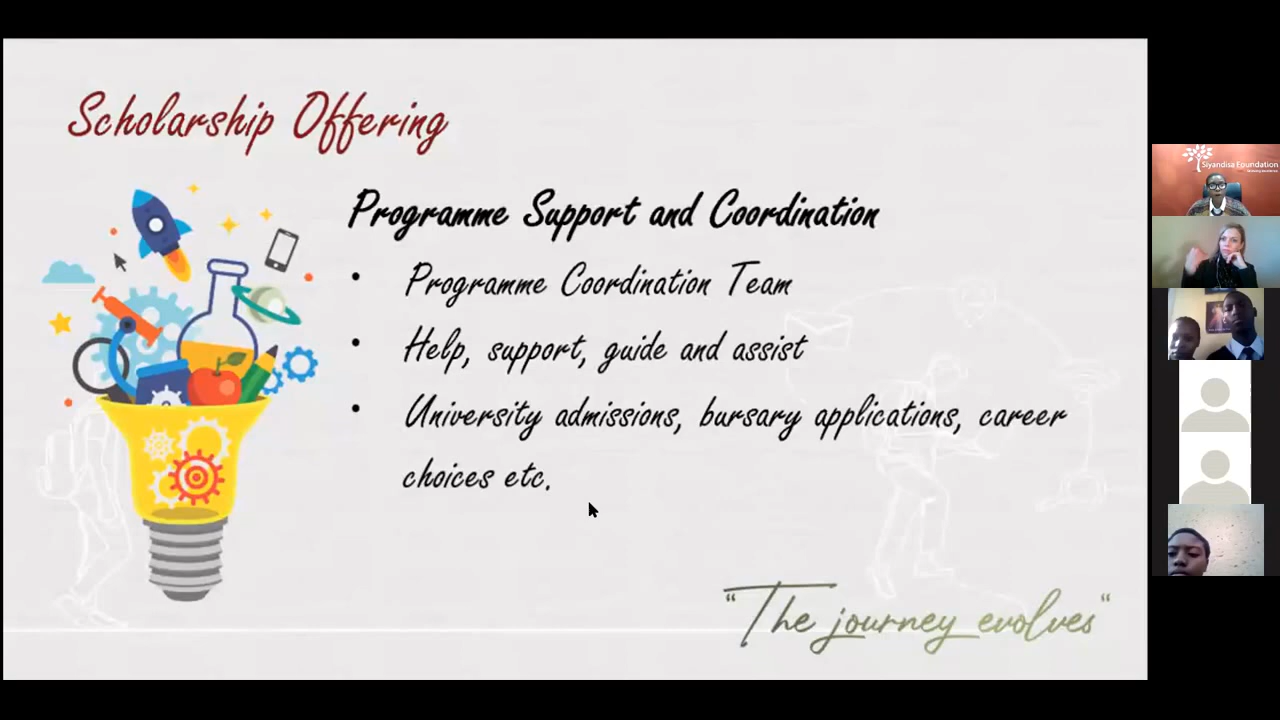 Scholarship Offering
Programme Support and Coordination
• Programme Coordination Team
• Help, support, guide and assist
• University admissions, bursary applications, career
choices etc.
"The journey evolves"
Siyandisa Foundation